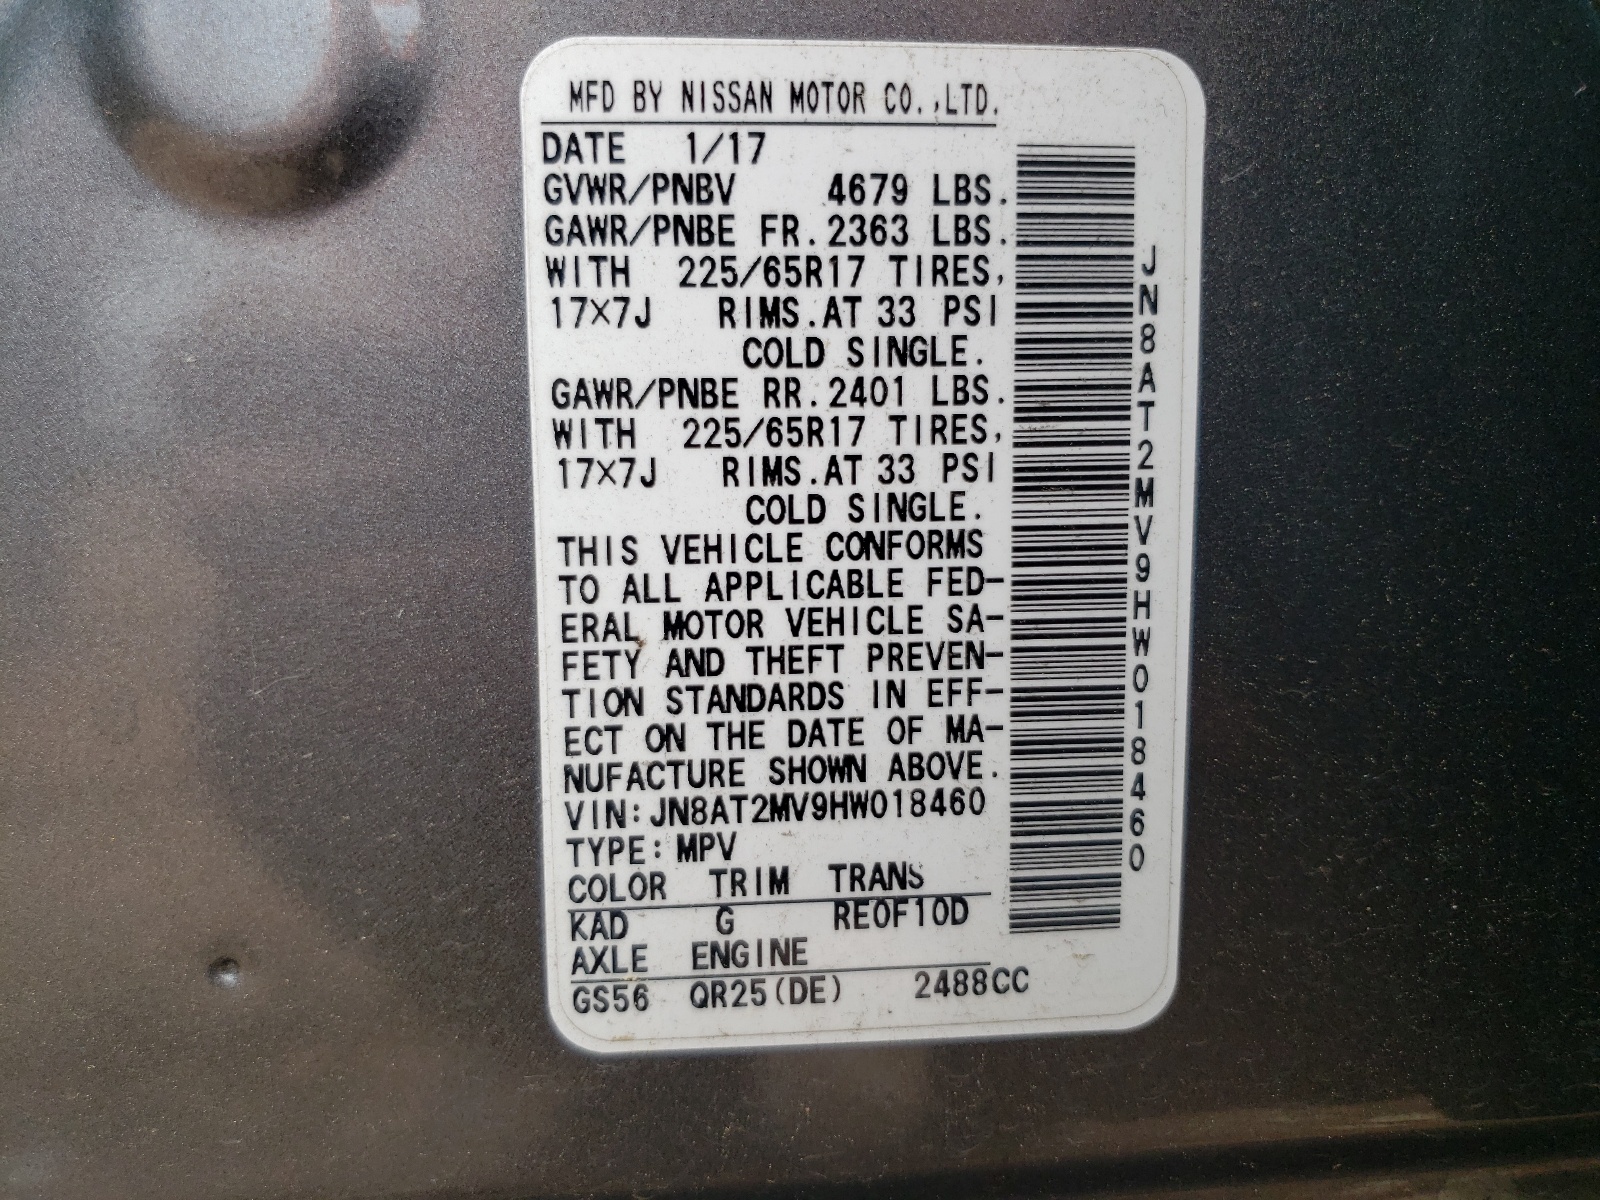 MFD BY NISSAN MOTOR CO.,LTD.
DATE 1/17
GVWR/PNBV 4679 LBS.
GAWR/PNBE FR.2363 LBS.
WITH 225/65R17 TIRES,
17×7J RIMS.AT 33 PSI
COLD SINGLE.
GAWR/PNBE RR.2401 LBS.
WITH 225/65R17 TIRES,
17×7J RIMS.AT 33 PSI
COLD SINGLE.
THIS VEHICLE CONFORMS
TO ALL APPLICABLE FED-
ERAL MOTOR VEHICLE SA-
FETY AND THEFT PREVEN-
TION STANDARDS IN EFF-
ECT ON THE DATE OF MA-
NUFACTURE SHOWN ABOVE.
VIN:JN8AT2MV9HW018460
TYPE:MPV
COLOR TRIM TRANS
KAD G RE0F10D
AXLE ENGINE
GS56 QR25(DE) 2488CC
JN8AT2MV9HW018460